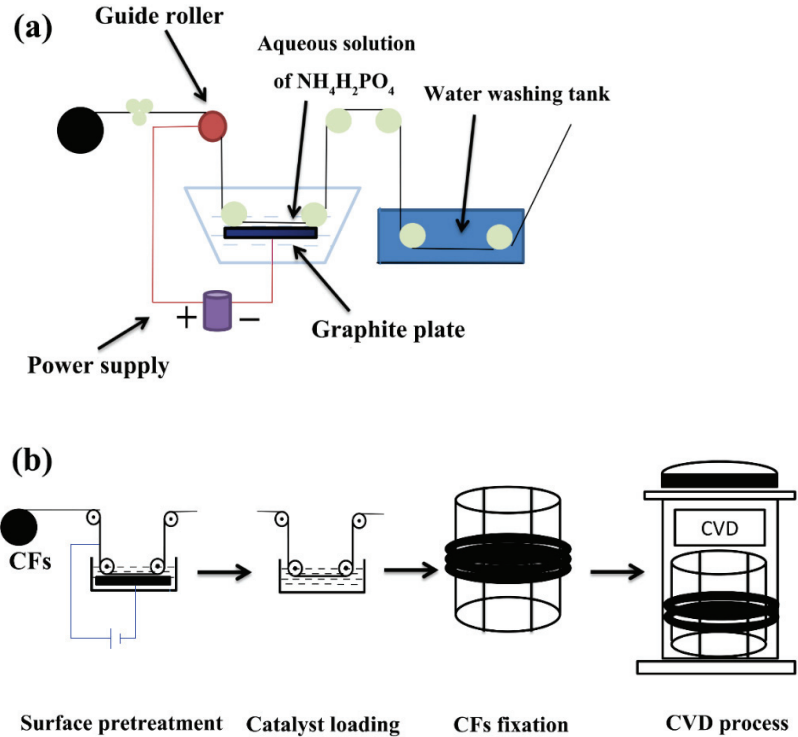 (a)
Guide roller
Aqueous solution
of NH₄H₂PO₄
Water washing tank
+ −
Graphite plate
Power supply
(b)
CFs
CVD
Surface pretreatment
Catalyst loading
CFs fixation
CVD process